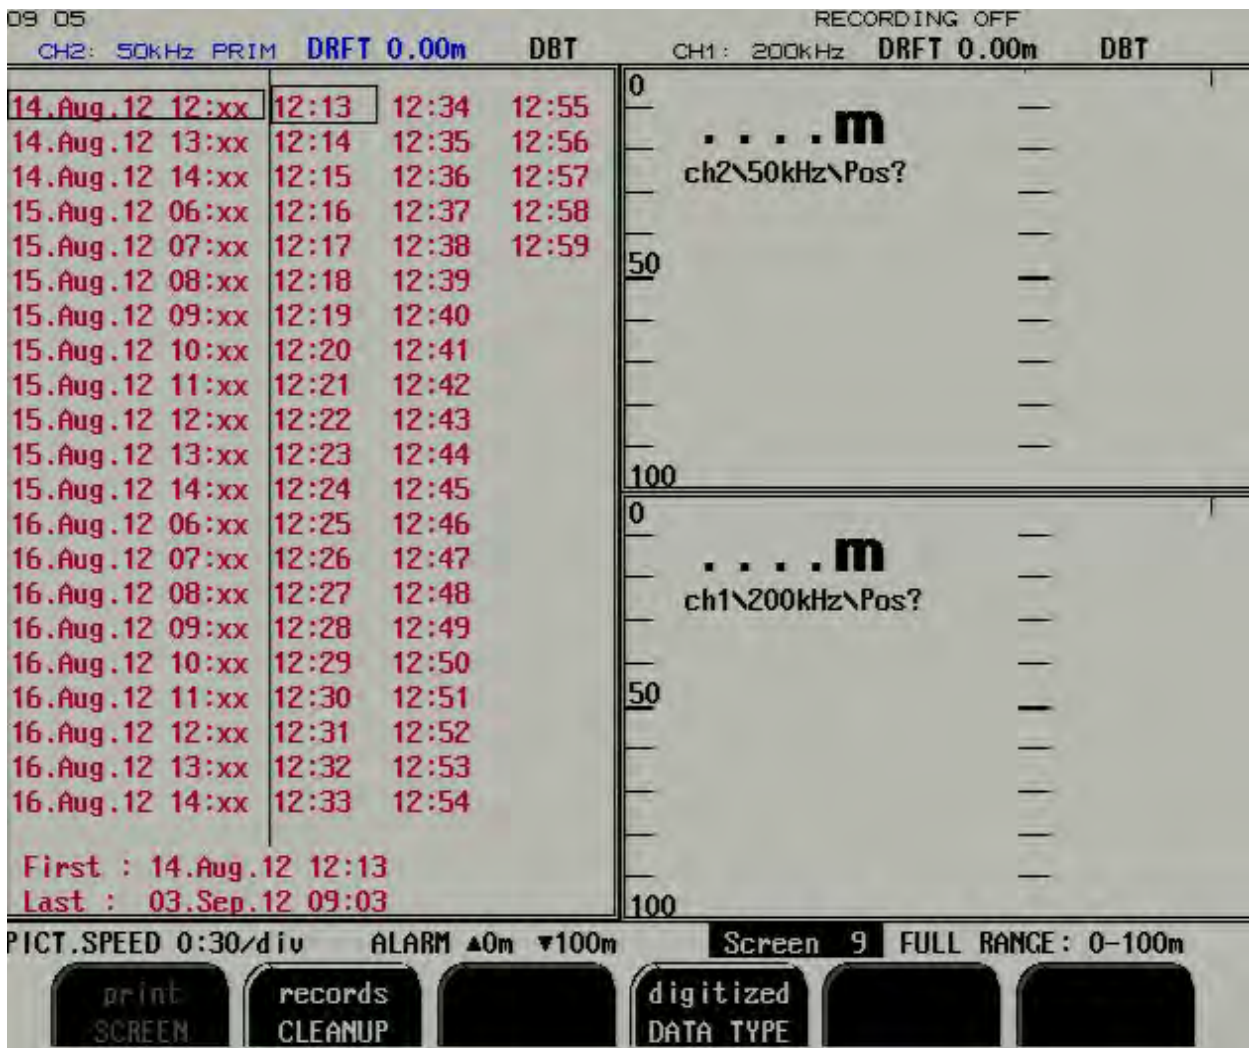 09 05 RECORDING OFF
CH2: 50kHz PRIM DRFT 0.00m DBT CH1: 200kHz DRFT 0.00m DBT
14.Aug.12 12:xx 12:13 12:34 12:55
14.Aug.12 13:xx 12:14 12:35 12:56
14.Aug.12 14:xx 12:15 12:36 12:57
15.Aug.12 06:xx 12:16 12:37 12:58
15.Aug.12 07:xx 12:17 12:38 12:59
15.Aug.12 08:xx 12:18 12:39
15.Aug.12 09:xx 12:19 12:40
15.Aug.12 10:xx 12:20 12:41
15.Aug.12 11:xx 12:21 12:42
15.Aug.12 12:xx 12:22 12:43
15.Aug.12 13:xx 12:23 12:44
15.Aug.12 14:xx 12:24 12:45
16.Aug.12 06:xx 12:25 12:46
16.Aug.12 07:xx 12:26 12:47
16.Aug.12 08:xx 12:27 12:48
16.Aug.12 09:xx 12:28 12:49
16.Aug.12 10:xx 12:29 12:50
16.Aug.12 11:xx 12:30 12:51
16.Aug.12 12:xx 12:31 12:52
16.Aug.12 13:xx 12:32 12:53
16.Aug.12 14:xx 12:33 12:54
First : 14.Aug.12 12:13
Last : 03.Sep.12 09:03
0
. . . .m
ch2\50kHz\Pos?
50
100
0
. . . .m
ch1\200kHz\Pos?
50
100
PICT.SPEED 0:30/div ALARM ▲0m ▼100m Screen 9 FULL RANGE: 0-100m
print records digitized
SCREEN CLEANUP DATA TYPE